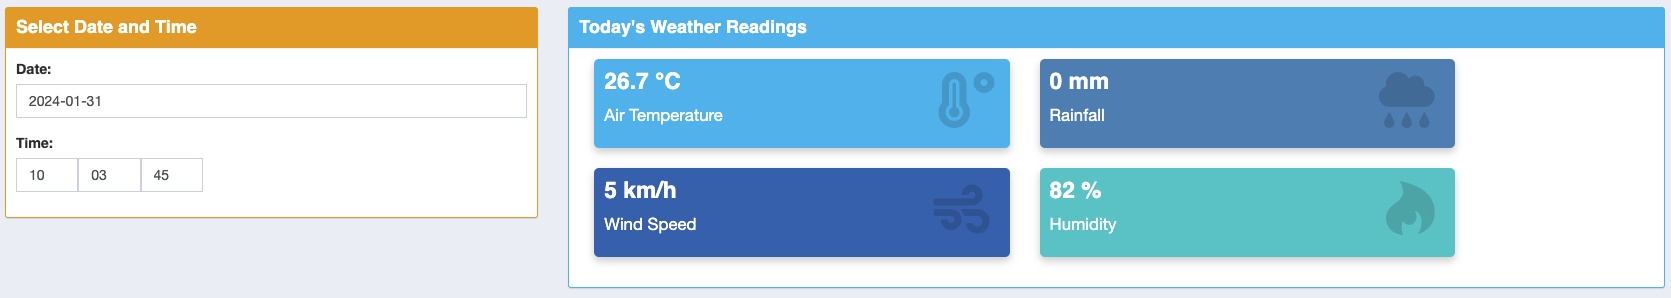 Select Date and Time
Date:
2024-01-31
Time:
10 03 45
Today's Weather Readings
26.7 °C
Air Temperature
0 mm
Rainfall
5 km/h
Wind Speed
82 %
Humidity